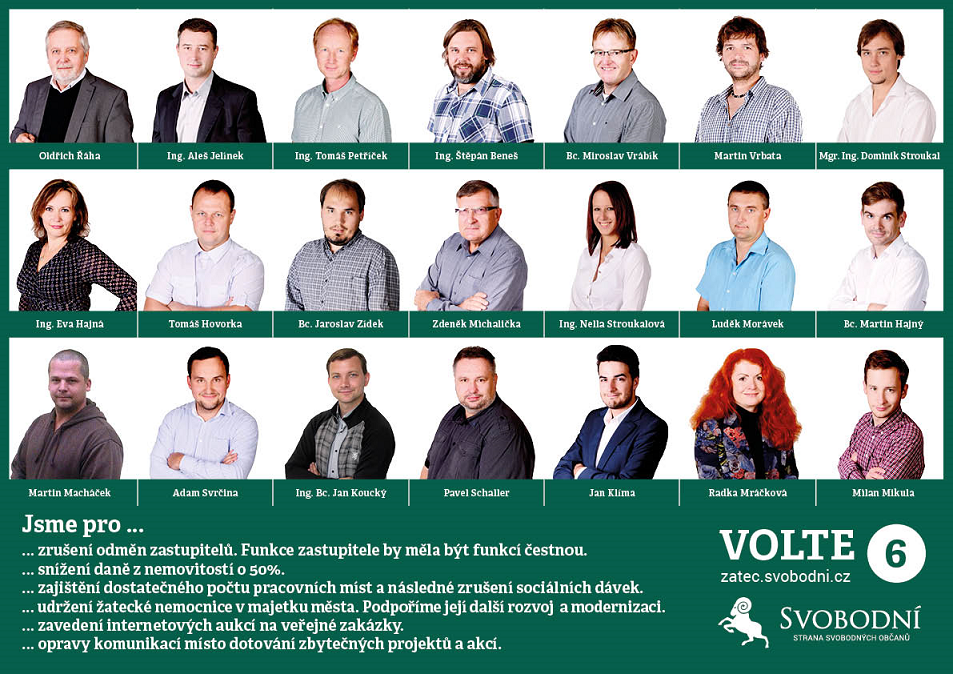 Oldřich Řáha
Ing. Aleš Jelínek
Ing. Tomáš Petříček
Ing. Štěpán Beneš
Bc. Miroslav Vrábík
Martin Vrbata
Mgr. Ing. Dominik Stroukal
Ing. Eva Hajná
Tomáš Hovorka
Bc. Jaroslav Zídek
Zdeněk Michalička
Ing. Nella Stroukalová
Luděk Morávek
Bc. Martin Hajný
Martin Macháček
Adam Svrčina
Ing. Bc. Jan Koucký
Pavel Schaller
Jan Klíma
Radka Mráčková
Milan Mikula
Jsme pro ...
... zrušení odměn zastupitelů. Funkce zastupitele by měla být funkcí čestnou.
... snížení daně z nemovitostí o 50%.
... zajištění dostatečného počtu pracovních míst a následné zrušení sociálních dávek.
... udržení žatecké nemocnice v majetku města. Podpoříme její další rozvoj a modernizaci.
... zavedení internetových aukcí na veřejné zakázky.
... opravy komunikací místo dotování zbytečných projektů a akcí.
VOLTE 6
zatec.svobodni.cz
SVOBODNÍ
STRANA SVOBODNÝCH OBČANŮ